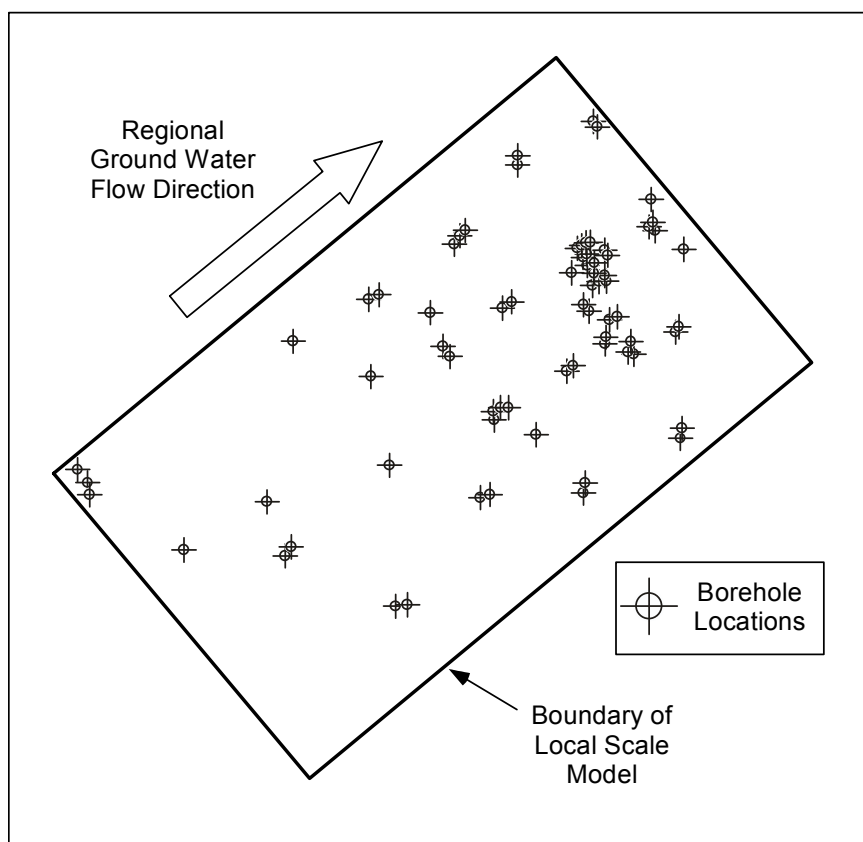 Regional
Ground Water
Flow Direction
Borehole
Locations
Boundary of
Local Scale
Model